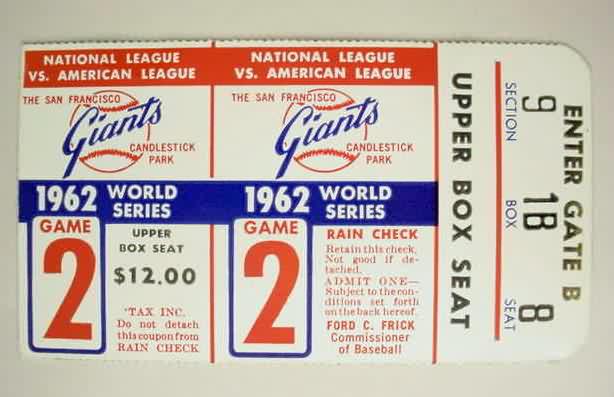 NATIONAL LEAGUE
VS. AMERICAN LEAGUE
THE SAN FRANCISCO
Giants
CANDLESTICK
PARK
1962 WORLD
SERIES
GAME
2
UPPER
BOX SEAT
$12.00
*TAX INC.
Do not detach
this coupon from
RAIN CHECK
NATIONAL LEAGUE
VS. AMERICAN LEAGUE
THE SAN FRANCISCO
Giants
CANDLESTICK
PARK
1962 WORLD
SERIES
GAME
2
RAIN CHECK
Retain this check.
Not good if de-
tached.
ADMIT ONE—
Subject to the con-
ditions set forth
on the back hereof.
FORD C. FRICK
Commissioner
of Baseball
UPPER BOX SEAT
9 1B 8
SECTION BOX SEAT
ENTER GATE B